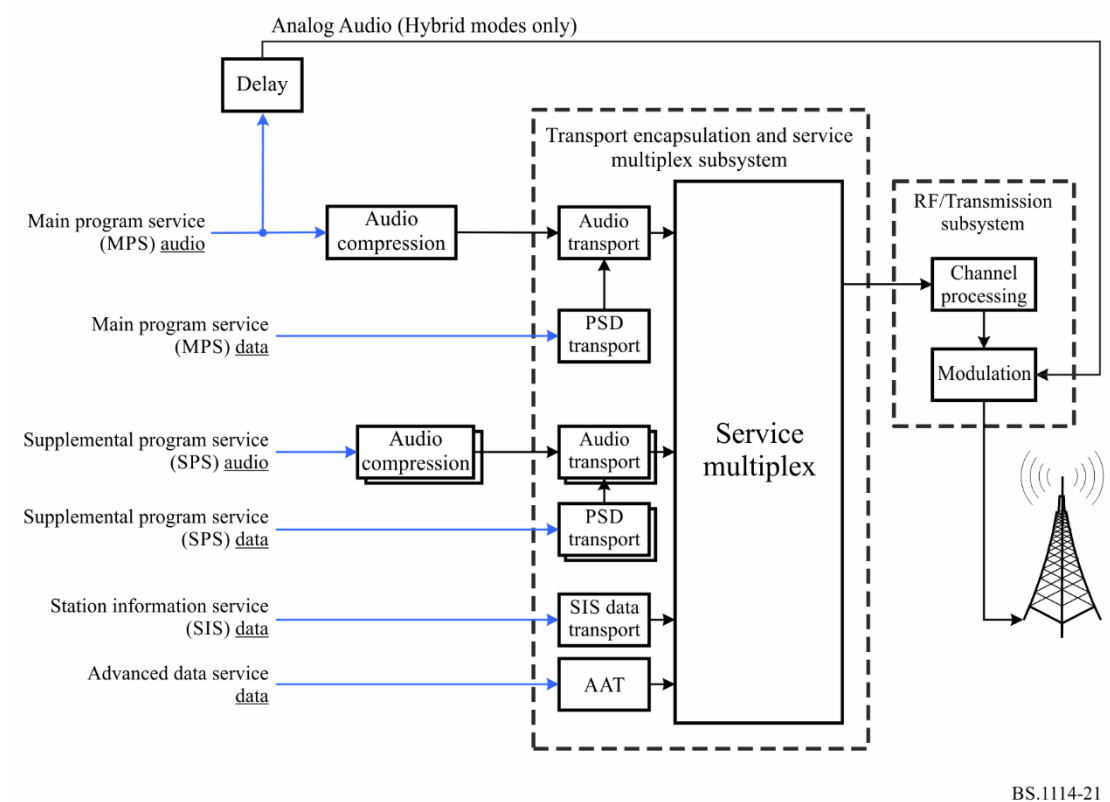 Analog Audio (Hybrid modes only)
Delay
Transport encapsulation and service
multiplex subsystem
RF/Transmission
subsystem
Main program service
(MPS) audio
Audio
compression
Audio
transport
Channel
processing
Main program service
(MPS) data
PSD
transport
Modulation
Supplemental program service
(SPS) audio
Audio
compression
Audio
transport
Service
multiplex
Supplemental program service
(SPS) data
PSD
transport
Station information service
(SIS) data
SIS data
transport
Advanced data service
data
AAT
BS.1114-21